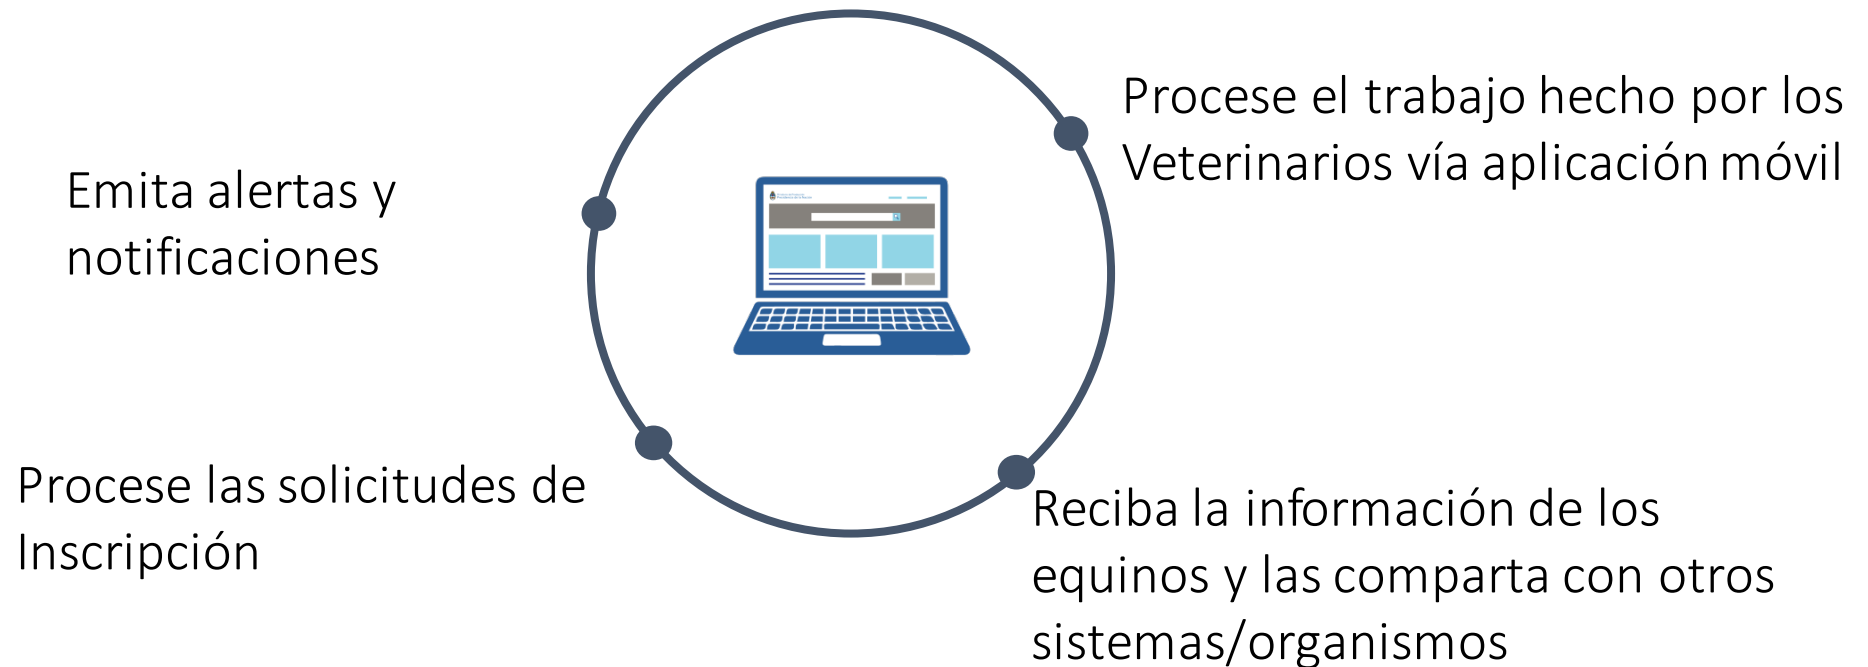 Procese el trabajo hecho por los
Veterinarios vía aplicación móvil
Emita alertas y
notificaciones
Procese las solicitudes de
Inscripción
Reciba la información de los
equinos y las comparta con otros
sistemas/organismos